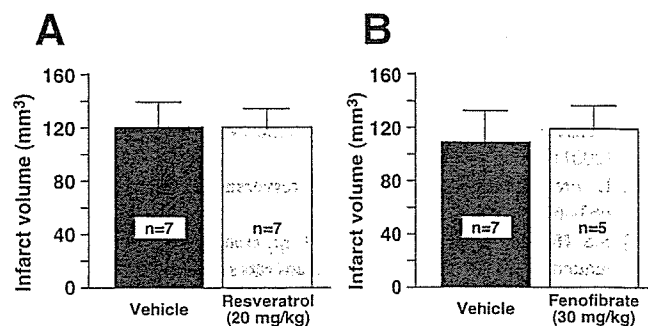 A
B
Infarct volume (mm³)
160
120
80
40
0
n=7
n=7
Vehicle
Resveratrol
(20 mg/kg)
Infarct volume (mm³)
160
120
80
40
0
n=7
n=5
Vehicle
Fenofibrate
(30 mg/kg)